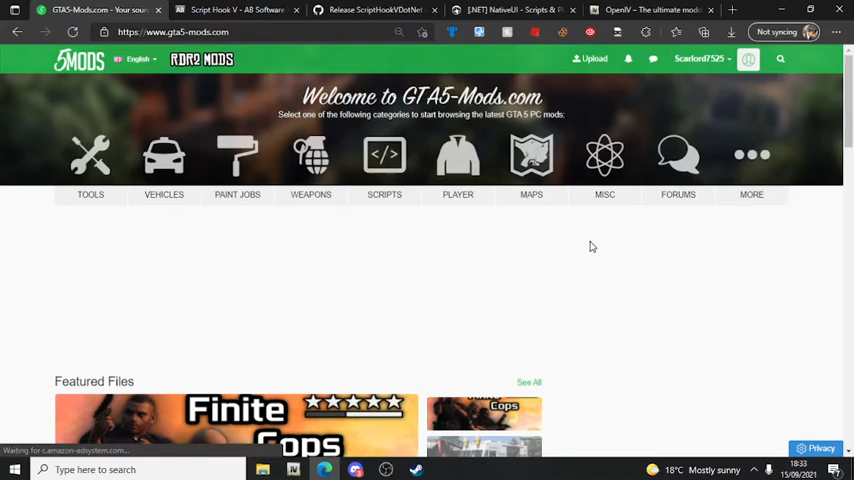 GTA5-Mods.com - Your sour
Script Hook V - AB Software
Release ScriptHookVDotNet
[.NET] NativeUI - Scripts & Pl
OpenIV – The ultimate modd
https://www.gta5-mods.com
Not syncing
5MODS
English
RDR2 MODS
Upload
Scarlord7525
Welcome to GTA5-Mods.com
Select one of the following categories to start browsing the latest GTA 5 PC mods:
TOOLS
VEHICLES
PAINT JOBS
WEAPONS
SCRIPTS
PLAYER
MAPS
MISC
FORUMS
MORE
Featured Files
See All
Finite
Cops
Finite
Cops
Privacy
Waiting for c.amazon-adsystem.com...
Type here to search
18°C Mostly sunny
18:33
15/09/2021